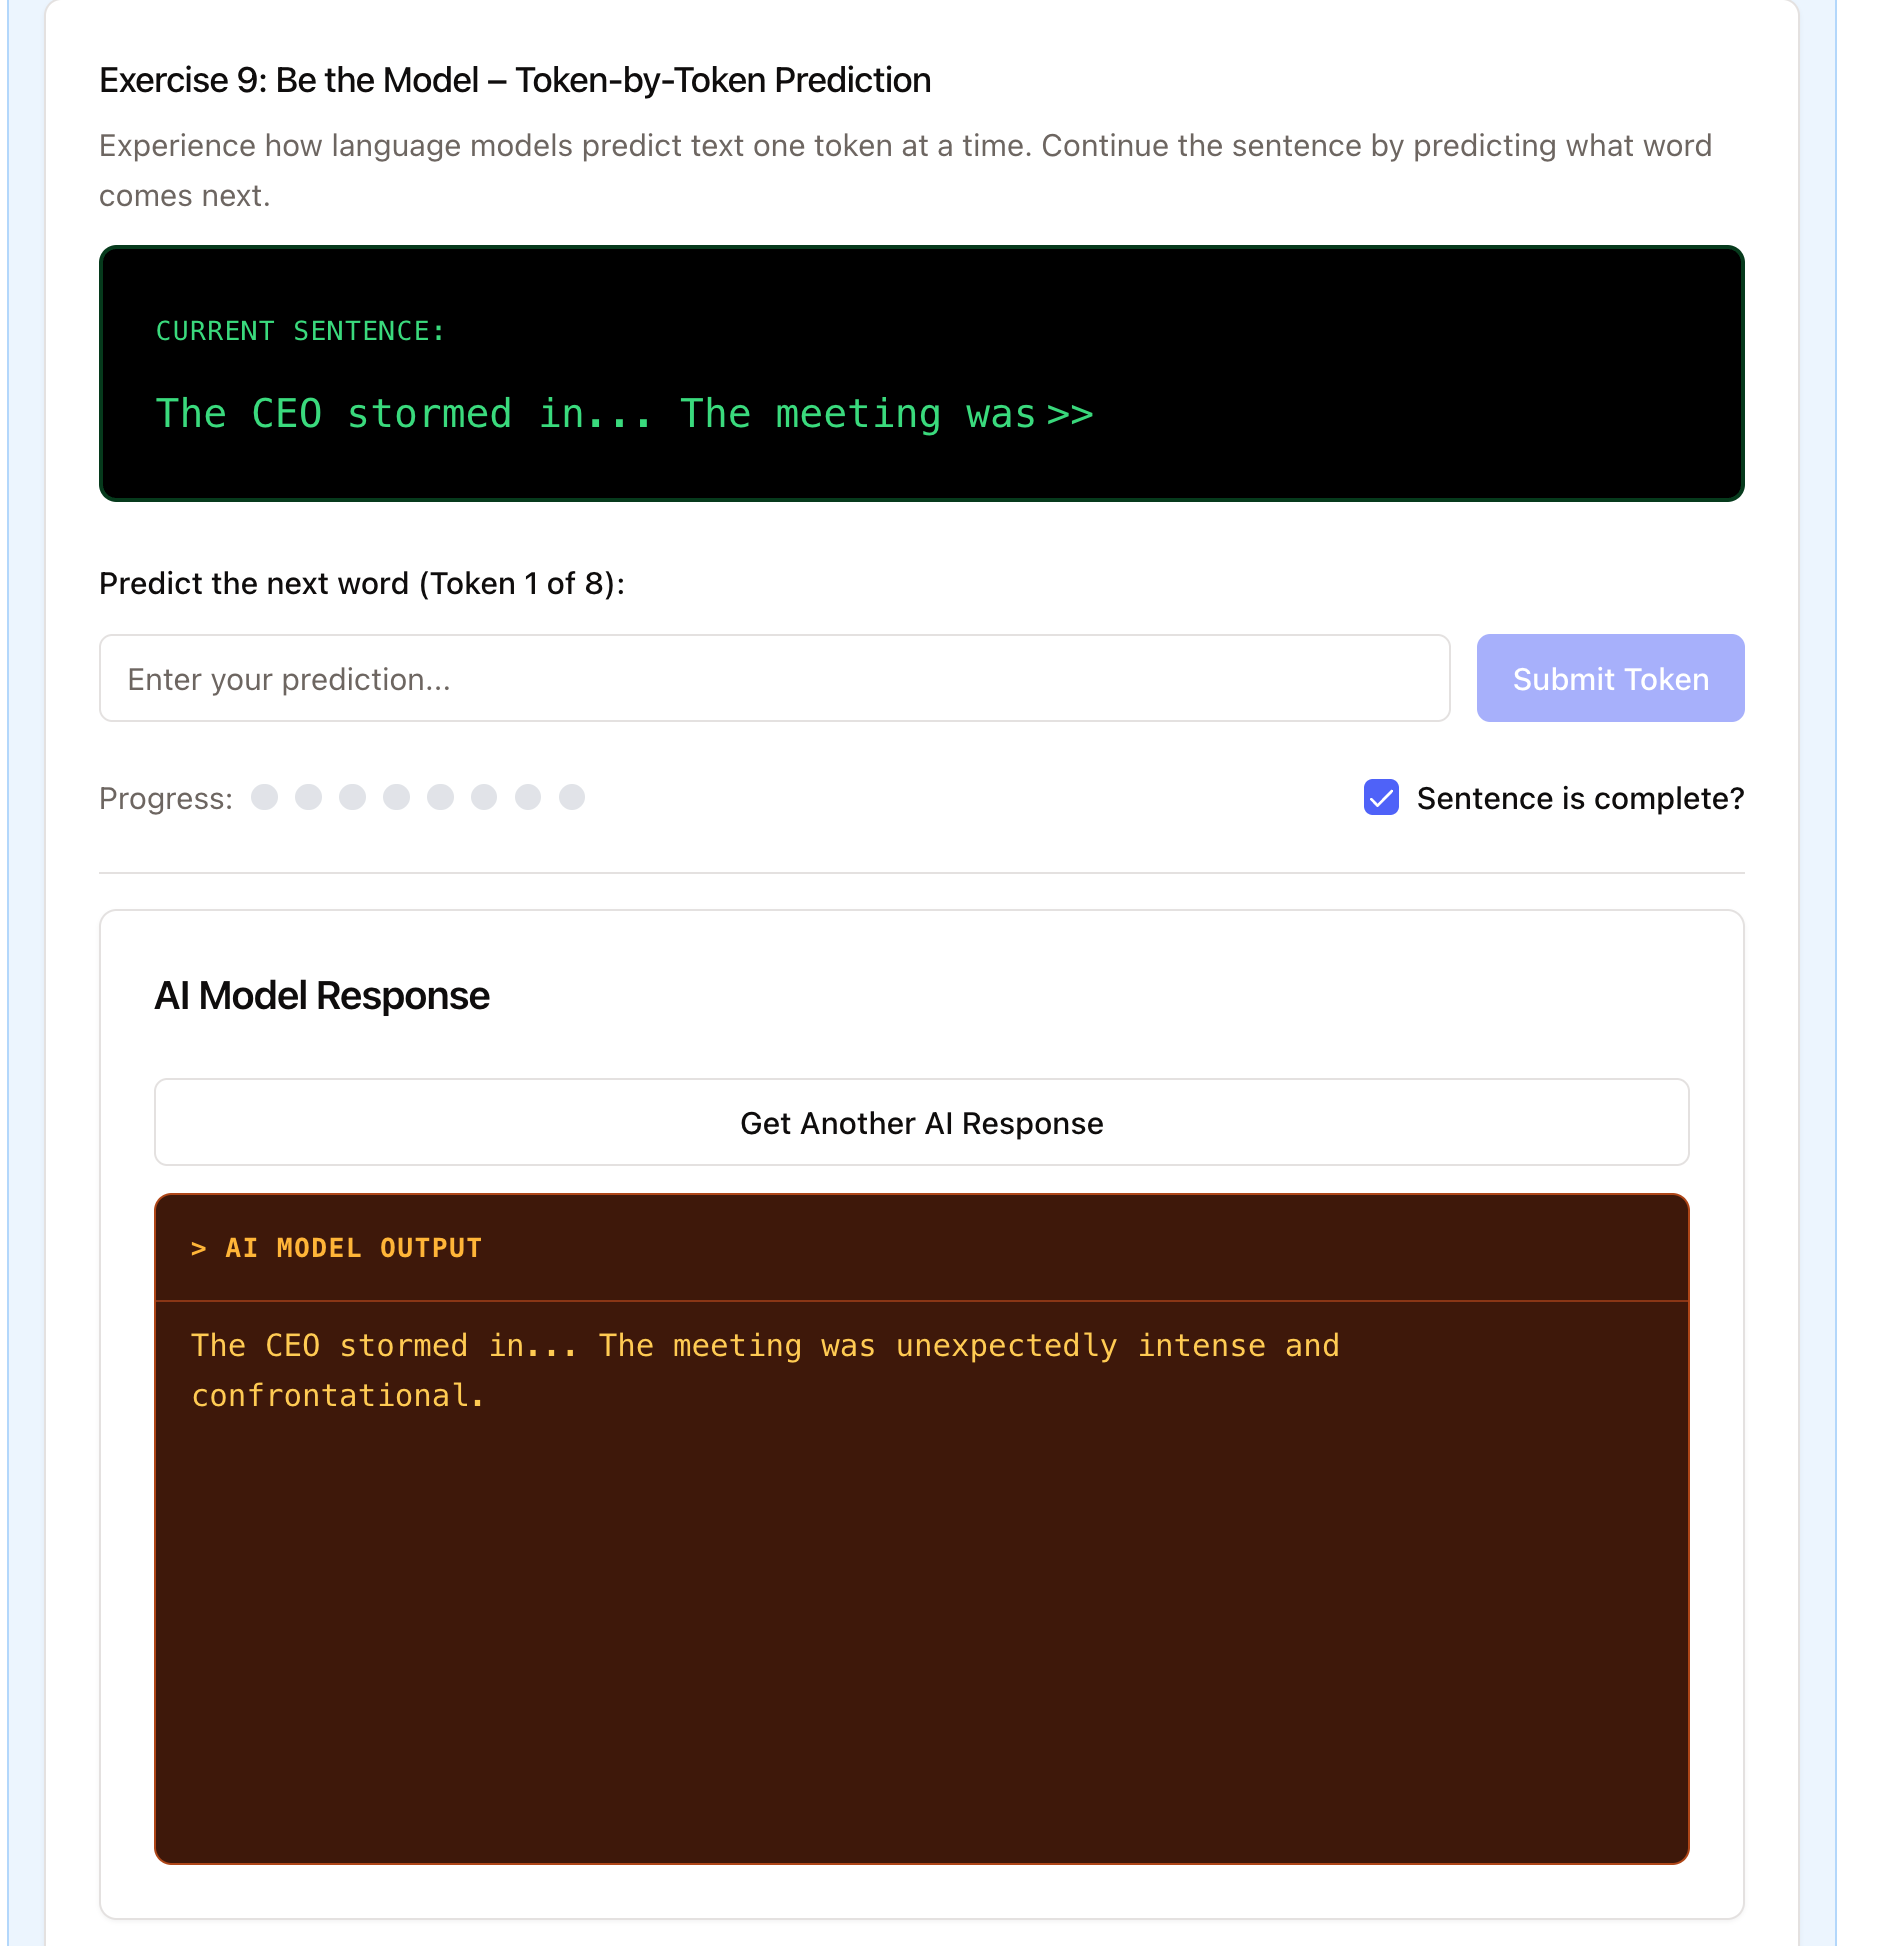 Exercise 9: Be the Model – Token-by-Token Prediction
Experience how language models predict text one token at a time. Continue the sentence by predicting what word
comes next.
CURRENT SENTENCE:
The CEO stormed in... The meeting was >>
Predict the next word (Token 1 of 8):
Enter your prediction...
Submit Token
Progress:
Sentence is complete?
AI Model Response
Get Another AI Response
> AI MODEL OUTPUT
The CEO stormed in... The meeting was unexpectedly intense and
confrontational.